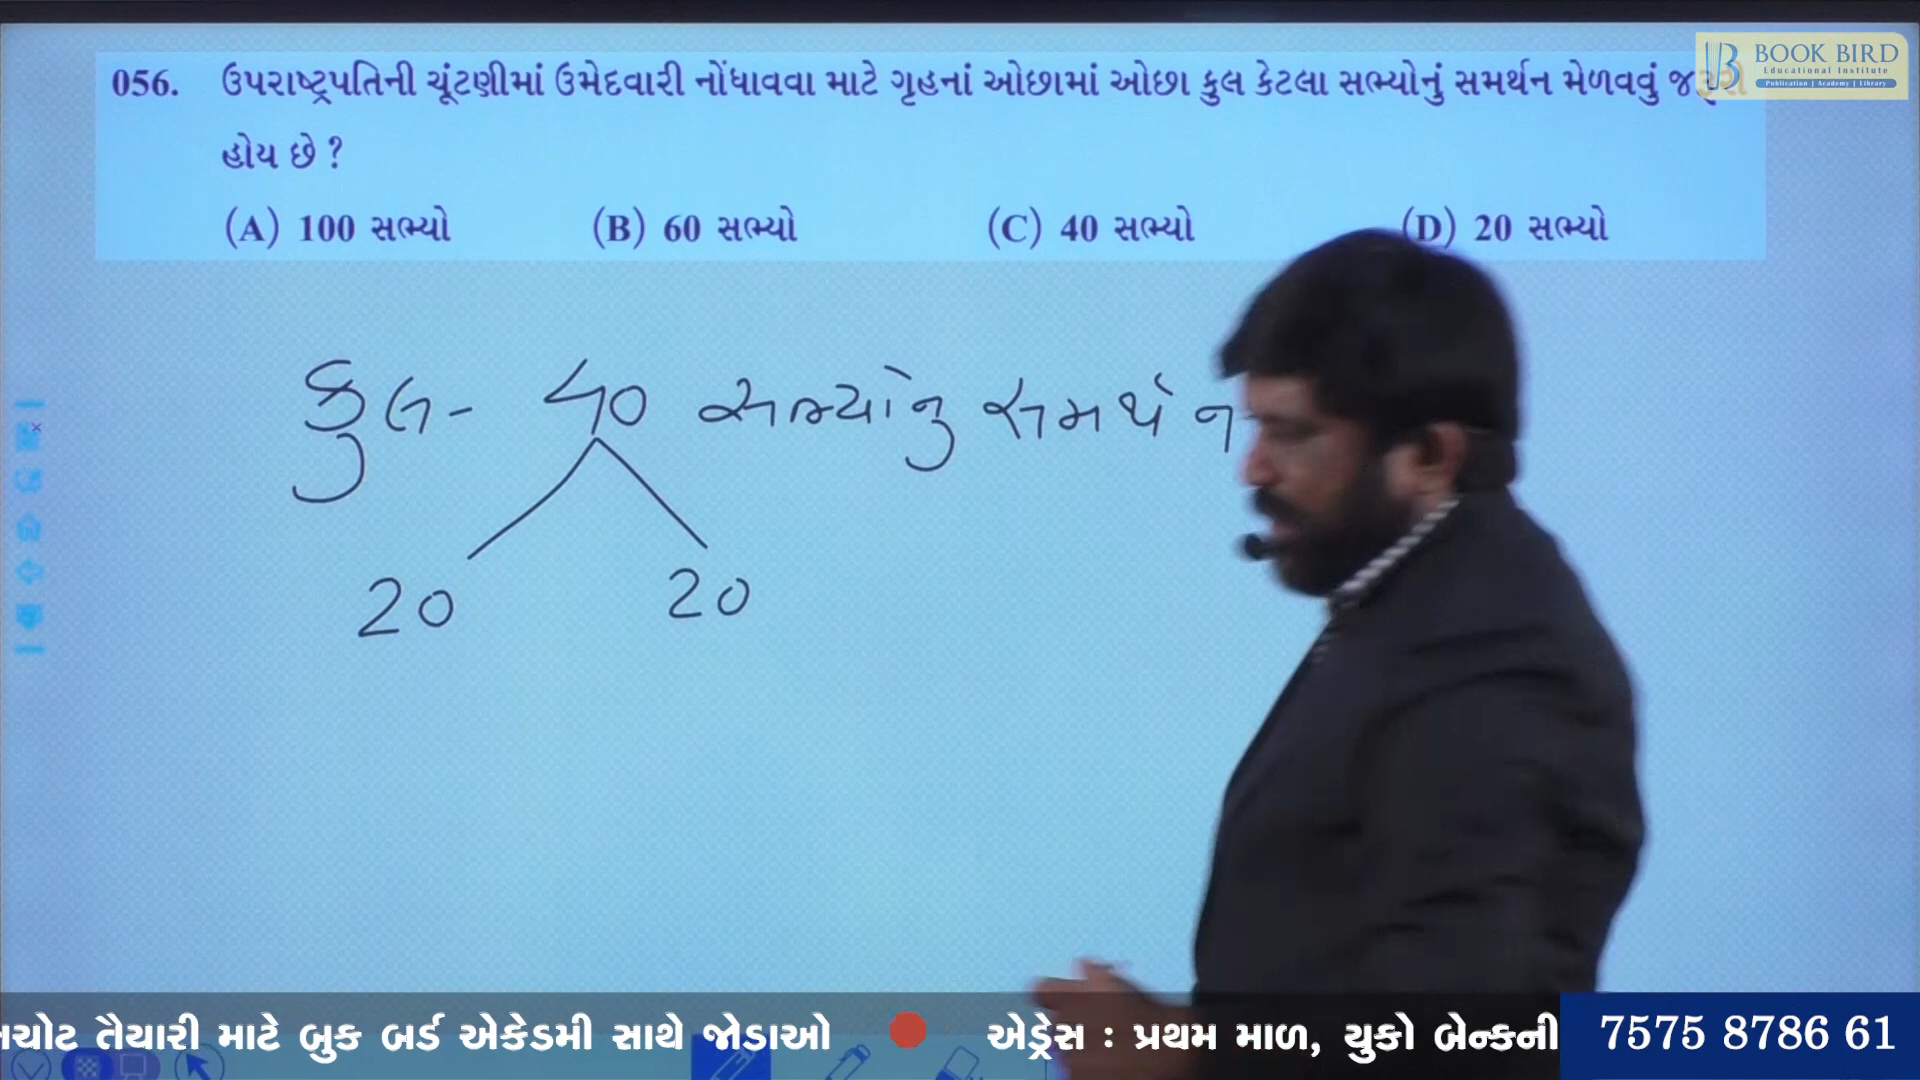 BOOK BIRD
Educational Institute
Publication | Academy | Library
056. ઉપરાષ્ટ્રપતિની ચૂંટણીમાં ઉમેદવારી નોંધાવવા માટે ગૃહનાં ઓછામાં ઓછા કુલ કેટલા સભ્યોનું સમર્થન મેળવવું
હોય છે ?
(A) 100 સભ્યો (B) 60 સભ્યો (C) 40 સભ્યો (D) 20 સભ્યો
કુલ - 40 સભ્યોનુ સમર્થન
20 20
તૈયારી માટે બુક બર્ડ એકેડમી સાથે જોડાઓ એડ્રેસ : પ્રથમ માળ, યુકો બેન્કની 7575 8786 61